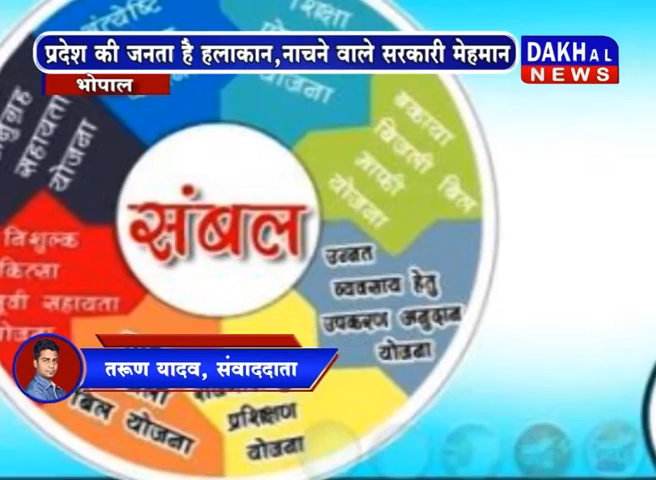 प्रदेश की जनता है हलाकान,नाचने वाले सरकारी मेहमान
DAKHAL
NEWS
भोपाल
शिक्षा
योजना
सहायता
योजना
बकाया
बिजली बिल
माफी
योजना
संबल
निशुल्क
सहायता
उन्नत
व्यवसाय हेतु
उपकरण अनुदान
योजना
तरूण यादव, संवाददाता
बिल योजना
प्रशिक्षण
योजना